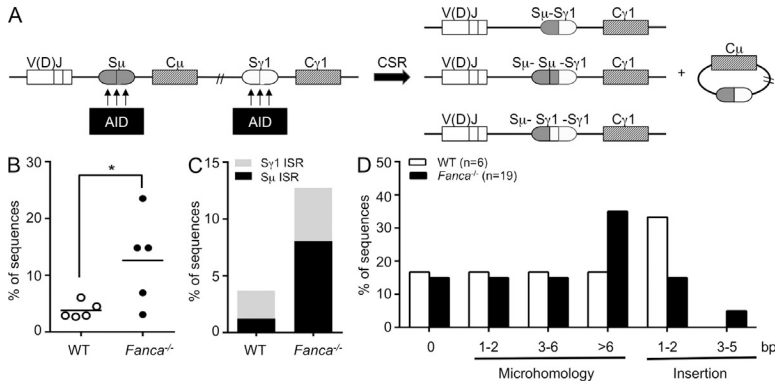 A
Sμ-Sγ1
Cγ1
V(D)J
V(D)J Sμ Cμ Sγ1 Cγ1
//
CSR
V(D)J Sμ- Sμ -Sγ1 Cγ1
+
Cμ
AID
AID
V(D)J Sμ- Sγ1 -Sγ1 Cγ1
B
% of sequences
30
20
10
0
*
WT
Fanca-/-
C
% of sequences
15
10
5
0
Sγ1 ISR
Sμ ISR
WT
Fanca-/-
D
% of sequences
50
40
30
20
10
0
WT (n=6)
Fanca-/- (n=19)
0 1-2 3-6 >6 1-2 3-5 bp
Microhomology
Insertion